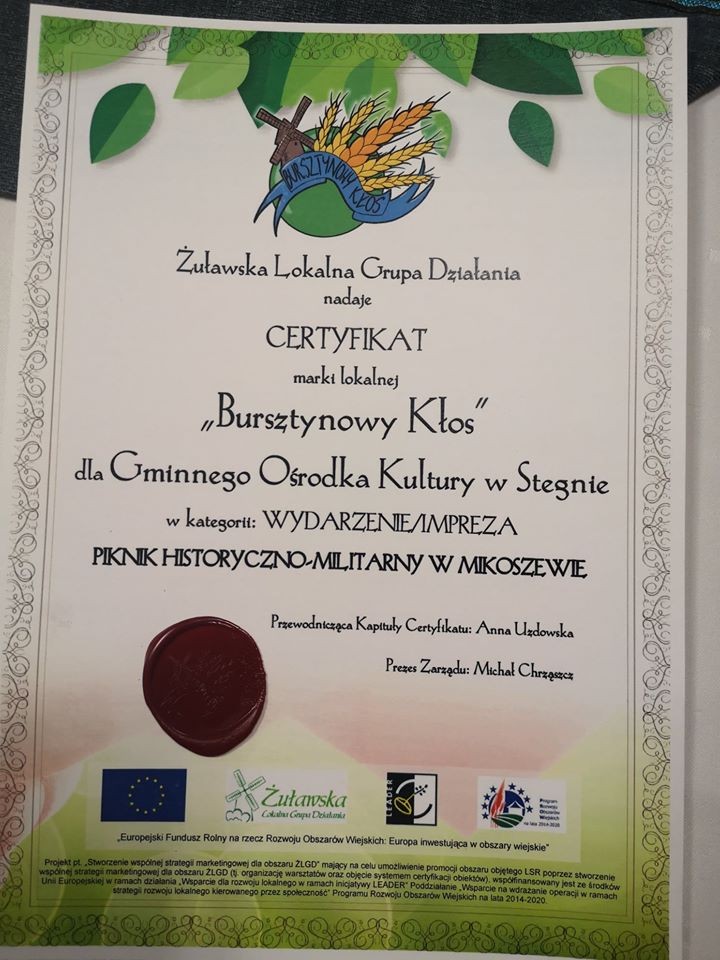 BURSZTYNOWY KŁOS
Żuławska Lokalna Grupa Działania
nadaje
CERTYFIKAT
marki lokalnej
„Bursztynowy Kłos"
dla Gminnego Ośrodka Kultury w Stegnie
w kategorii: WYDARZENIE/IMPREZA
PIKNIK HISTORYCZNO-MILITARNY W MIKOSZEWIE
Przewodnicząca Kapituły Certyfikatu: Anna Uzdowska
Prezes Zarządu: Michał Chrząszcz
Żuławska
Lokalna Grupa Działania
LEADER
Program
Rozwoju
Obszarów
Wiejskich
na lata 2014-2020
„Europejski Fundusz Rolny na rzecz Rozwoju Obszarów Wiejskich: Europa inwestująca w obszary wiejskie"
Projekt pt. „Stworzenie wspólnej strategii marketingowej dla obszaru ŻLGD" mający na celu umożliwienie promocji obszaru objętego LSR poprzez stworzenie
wspólnej strategii marketingowej dla obszaru ŻLGD (tj. organizację warsztatów oraz objęcie systemem certyfikacji obiektów), współfinansowany jest ze środków
Unii Europejskiej w ramach działania „Wsparcie dla rozwoju lokalnego w ramach inicjatywy LEADER" Poddziałanie „Wsparcie na wdrażanie operacji w ramach
strategii rozwoju lokalnego kierowanego przez społeczność" Programu Rozwoju Obszarów Wiejskich na lata 2014-2020.